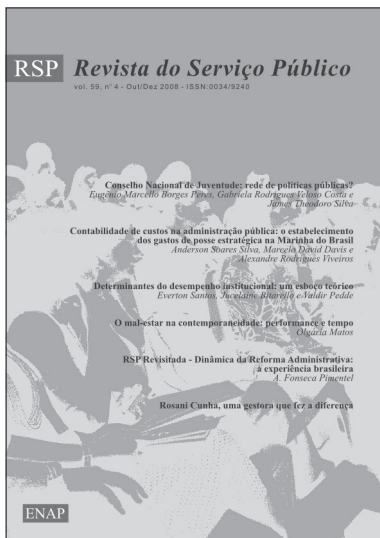 RSP Revista do Serviço Público
vol. 59, nº 4 - Out/Dez 2008 - ISSN:0034/9240
Conselho Nacional de Juventude: rede de políticas públicas?
Eugênio Marcello Borges Peres, Gabriela Rodrigues Veloso Costa e
James Theodoro Silva
Contabilidade de custos na administração pública: o estabelecimento
dos gastos de posse estratégica na Marinha do Brasil
Anderson Soares Silva, Marcelo David Davis e
Alexandre Rodrigues Viveiros
Determinantes do desempenho institucional: um esboço teórico
Everton Santos, Jucelaine Bitarello e Valdir Pedde
O mal-estar na contemporaneidade: performance e tempo
Olgária Matos
RSP Revisitada - Dinâmica da Reforma Administrativa:
a experiência brasileira
A. Fonseca Pimentel
Rosani Cunha, uma gestora que fez a diferença
ENAP